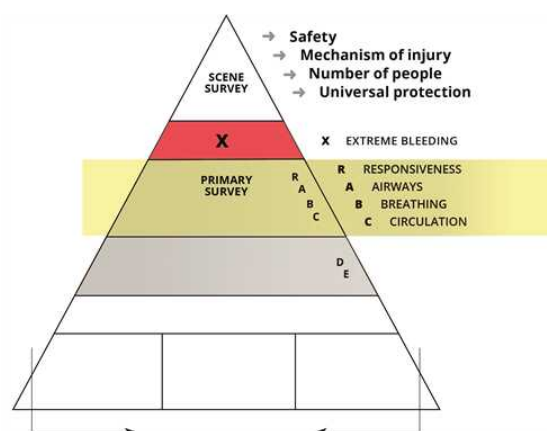 Safety
Mechanism of injury
Number of people
Universal protection
SCENE
SURVEY
X
X EXTREME BLEEDING
PRIMARY
SURVEY
R
A
B
C
R RESPONSIVENESS
A AIRWAYS
B BREATHING
C CIRCULATION
D
E